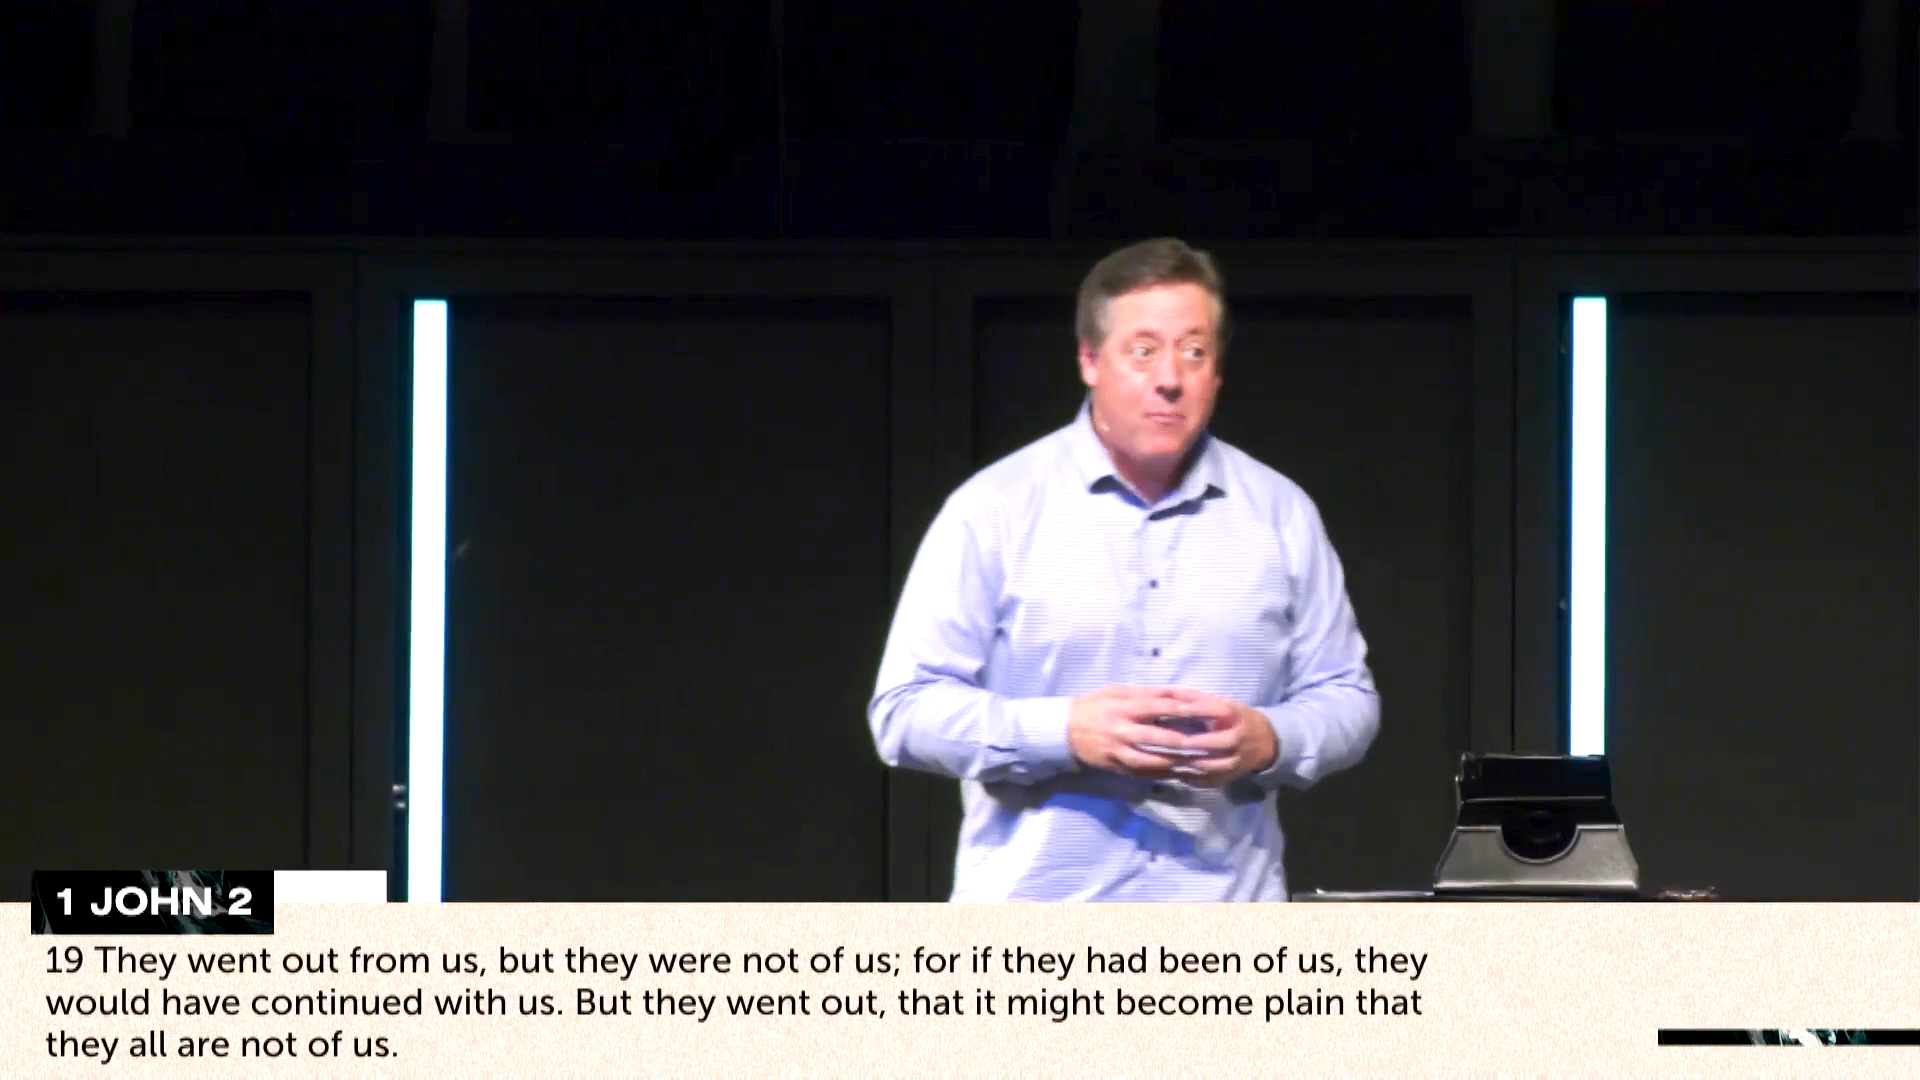 1 JOHN 2
19 They went out from us, but they were not of us; for if they had been of us, they
would have continued with us. But they went out, that it might become plain that
they all are not of us.